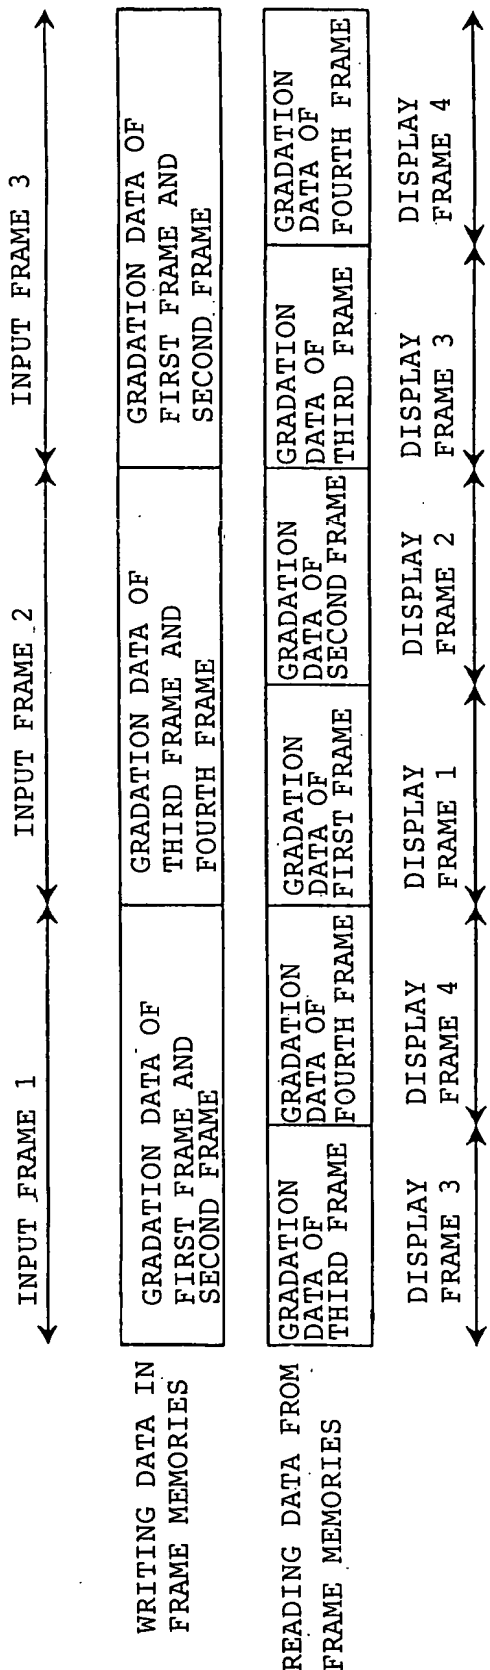 INPUT FRAME 1
INPUT FRAME 2
INPUT FRAME 3
WRITING DATA IN
FRAME MEMORIES
GRADATION DATA OF
FIRST FRAME AND
SECOND FRAME
GRADATION DATA OF
THIRD FRAME AND
FOURTH FRAME
GRADATION DATA OF
FIRST FRAME AND
SECOND FRAME
READING DATA FROM
FRAME MEMORIES
GRADATION
DATA OF
THIRD FRAME
GRADATION
DATA OF
FOURTH FRAME
GRADATION
DATA OF
FIRST FRAME
GRADATION
DATA OF
SECOND FRAME
GRADATION
DATA OF
THIRD FRAME
GRADATION
DATA OF
FOURTH FRAME
DISPLAY
FRAME 3
DISPLAY
FRAME 4
DISPLAY
FRAME 1
DISPLAY
FRAME 2
DISPLAY
FRAME 3
DISPLAY
FRAME 4